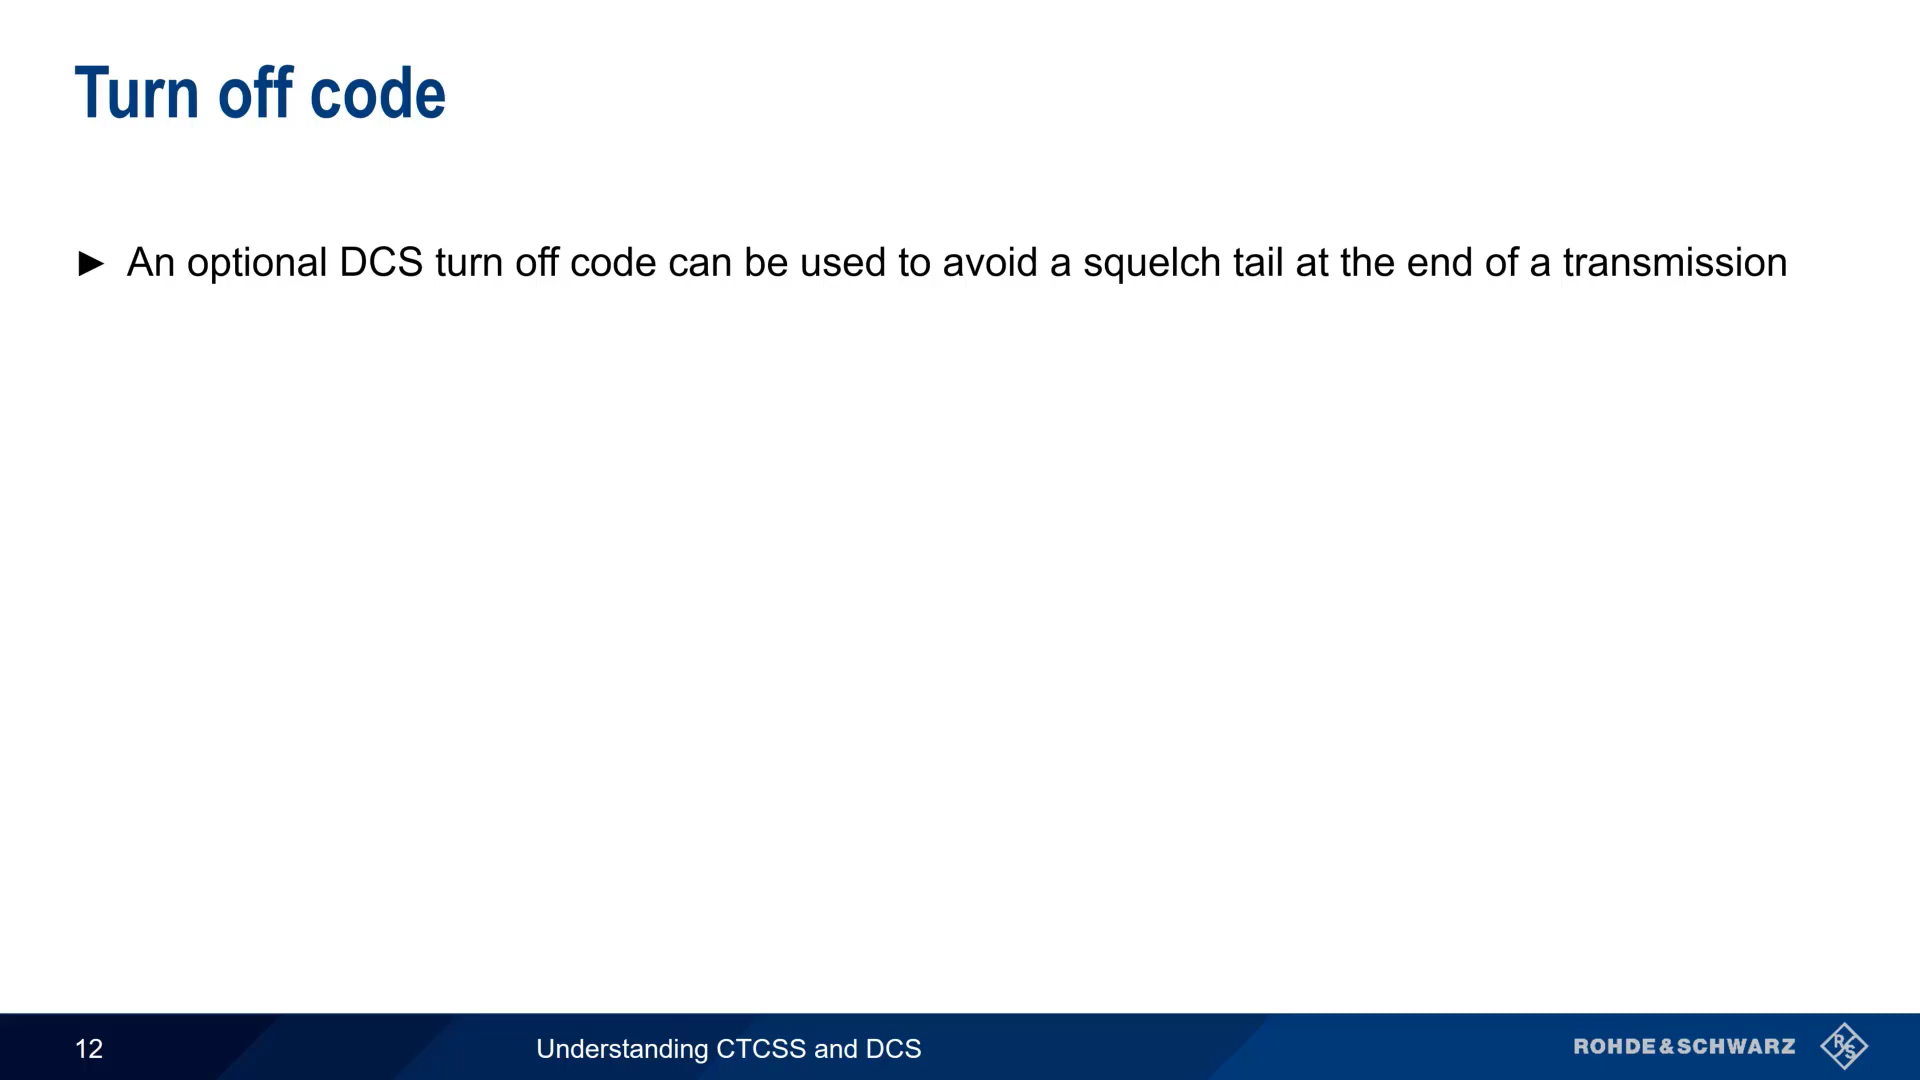 Turn off code
► An optional DCS turn off code can be used to avoid a squelch tail at the end of a transmission
12
Understanding CTCSS and DCS
ROHDE&SCHWARZ
R S